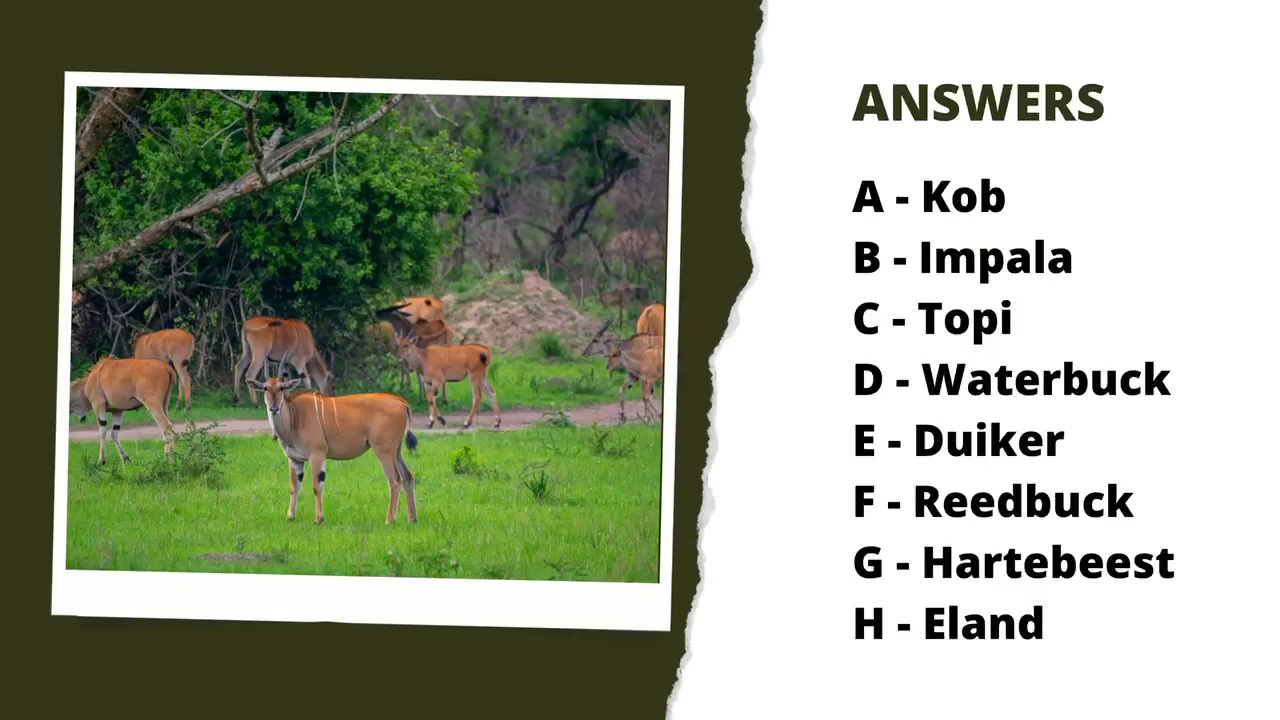 ANSWERS
A - Kob
B - Impala
C - Topi
D - Waterbuck
E - Duiker
F - Reedbuck
G - Hartebeest
H - Eland